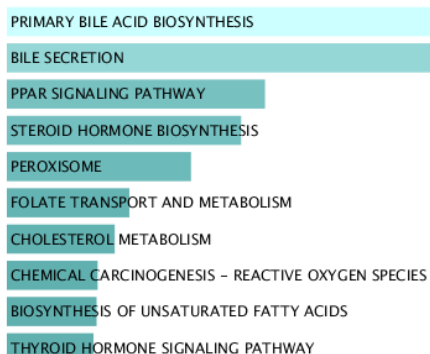 PRIMARY BILE ACID BIOSYNTHESIS
BILE SECRETION
PPAR SIGNALING PATHWAY
STEROID HORMONE BIOSYNTHESIS
PEROXISOME
FOLATE TRANSPORT AND METABOLISM
CHOLESTEROL METABOLISM
CHEMICAL CARCINOGENESIS - REACTIVE OXYGEN SPECIES
BIOSYNTHESIS OF UNSATURATED FATTY ACIDS
THYROID HORMONE SIGNALING PATHWAY